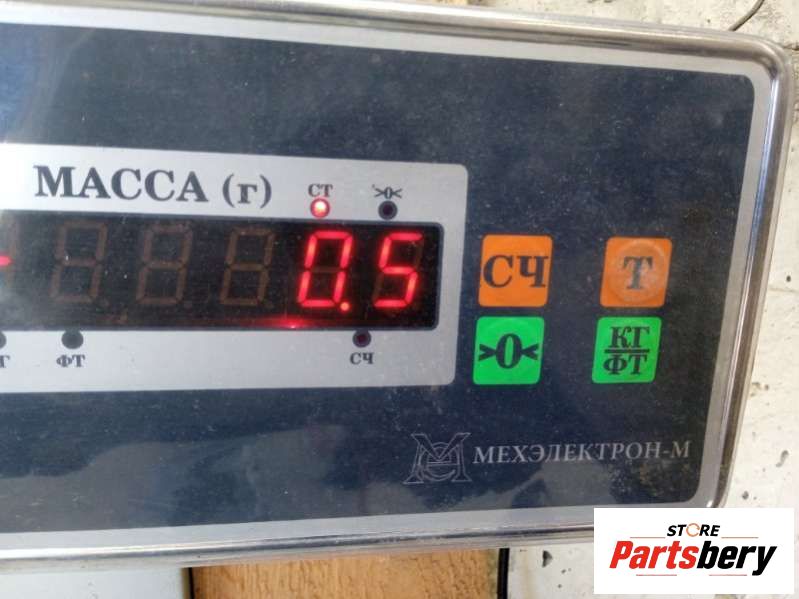 МАССА (г) СТ >0<
- 0.5
СЧ Т
>0< КГ/ФТ
Г ФТ СЧ
МЕХЭЛЕКТРОН-М
STORE
Partsbery